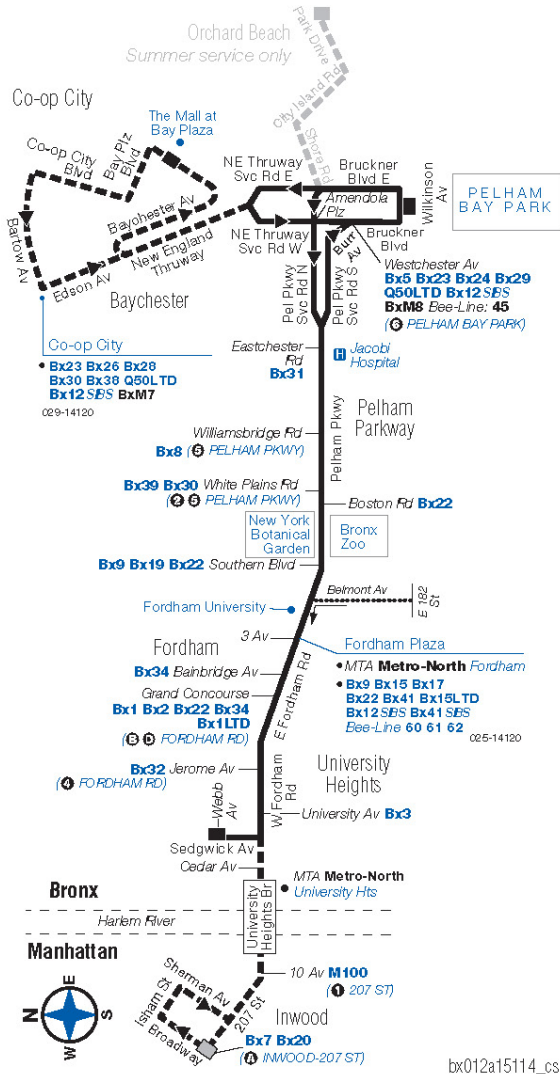 Orchard Beach
Summer service only
Park Drive
City Island Rd
Shore Rd
Co-op City
The Mall at
Bay Plaza
Co-op City
Blvd
Bay Plz
Blvd
Bartow Av
Edson Av
Baychester Av
New England
Thruway
Baychester
NE Thruway
Svc Rd E
Bruckner
Blvd E
Amendola
Plz
Wilkinson
Av
PELHAM
BAY PARK
NE Thruway
Svc Rd W
Burr
Av
Bruckner
Blvd
Pel Pkwy
Svc Rd N
Pel Pkwy
Svc Rd S
Westchester Av
Bx5 Bx23 Bx24 Bx29
Q50LTD Bx12 SBS
BxM8 Bee-Line: 45
(6 PELHAM BAY PARK)
Co-op City
• Bx23 Bx26 Bx28
Bx30 Bx38 Q50LTD
Bx12 SBS BxM7
029-14120
Eastchester
Rd
Bx31
H Jacobi
Hospital
Pelham
Parkway
Pelham Pkwy
Williamsbridge Rd
Bx8 (5 PELHAM PKWY)
Bx39 Bx30 White Plains Rd
(2 5 PELHAM PKWY)
Boston Rd Bx22
New York
Botanical
Garden
Bronx
Zoo
Bx9 Bx19 Bx22 Southern Blvd
Belmont Av
E 182
St
Fordham University
3 Av
Fordham
Fordham Plaza
• MTA Metro-North Fordham
• Bx9 Bx15 Bx17
Bx22 Bx41 Bx15LTD
Bx12 SBS Bx41 SBS
Bee-Line 60 61 62
025-14120
Bx34 Bainbridge Av
Grand Concourse
Bx1 Bx2 Bx22 Bx34
Bx1LTD
(B D FORDHAM RD)
E Fordham Rd
Bx32 Jerome Av
(4 FORDHAM RD)
University
Heights
W Fordham
Rd
University Av Bx3
Webb
Av
Sedgwick Av
Cedar Av
• MTA Metro-North
University Hts
University
Heights Br
Bronx
Harlem River
Manhattan
10 Av M100
(1 207 ST)
Sherman Av
Isham St
207 St
Broadway
Inwood
Bx7 Bx20
(A INWOOD-207 ST)
E
N
S
W
bx012a15114_cs